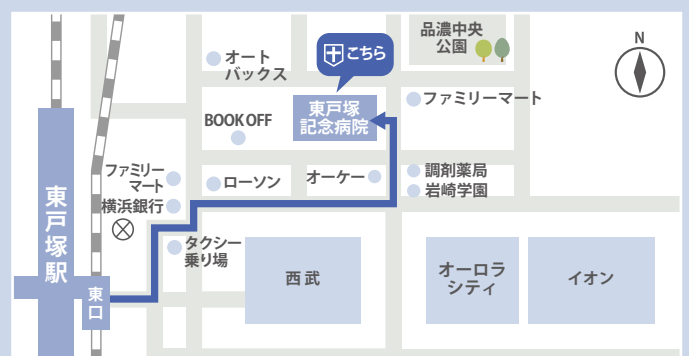 品濃中央
公園
N
こちら
オート
バックス
東戸塚
記念病院
ファミリーマート
BOOK OFF
ファミリー
マート
ローソン
オーケー
調剤薬局
岩崎学園
横浜銀行
東戸塚駅
タクシー
乗り場
東口
西武
オーロラ
シティ
イオン